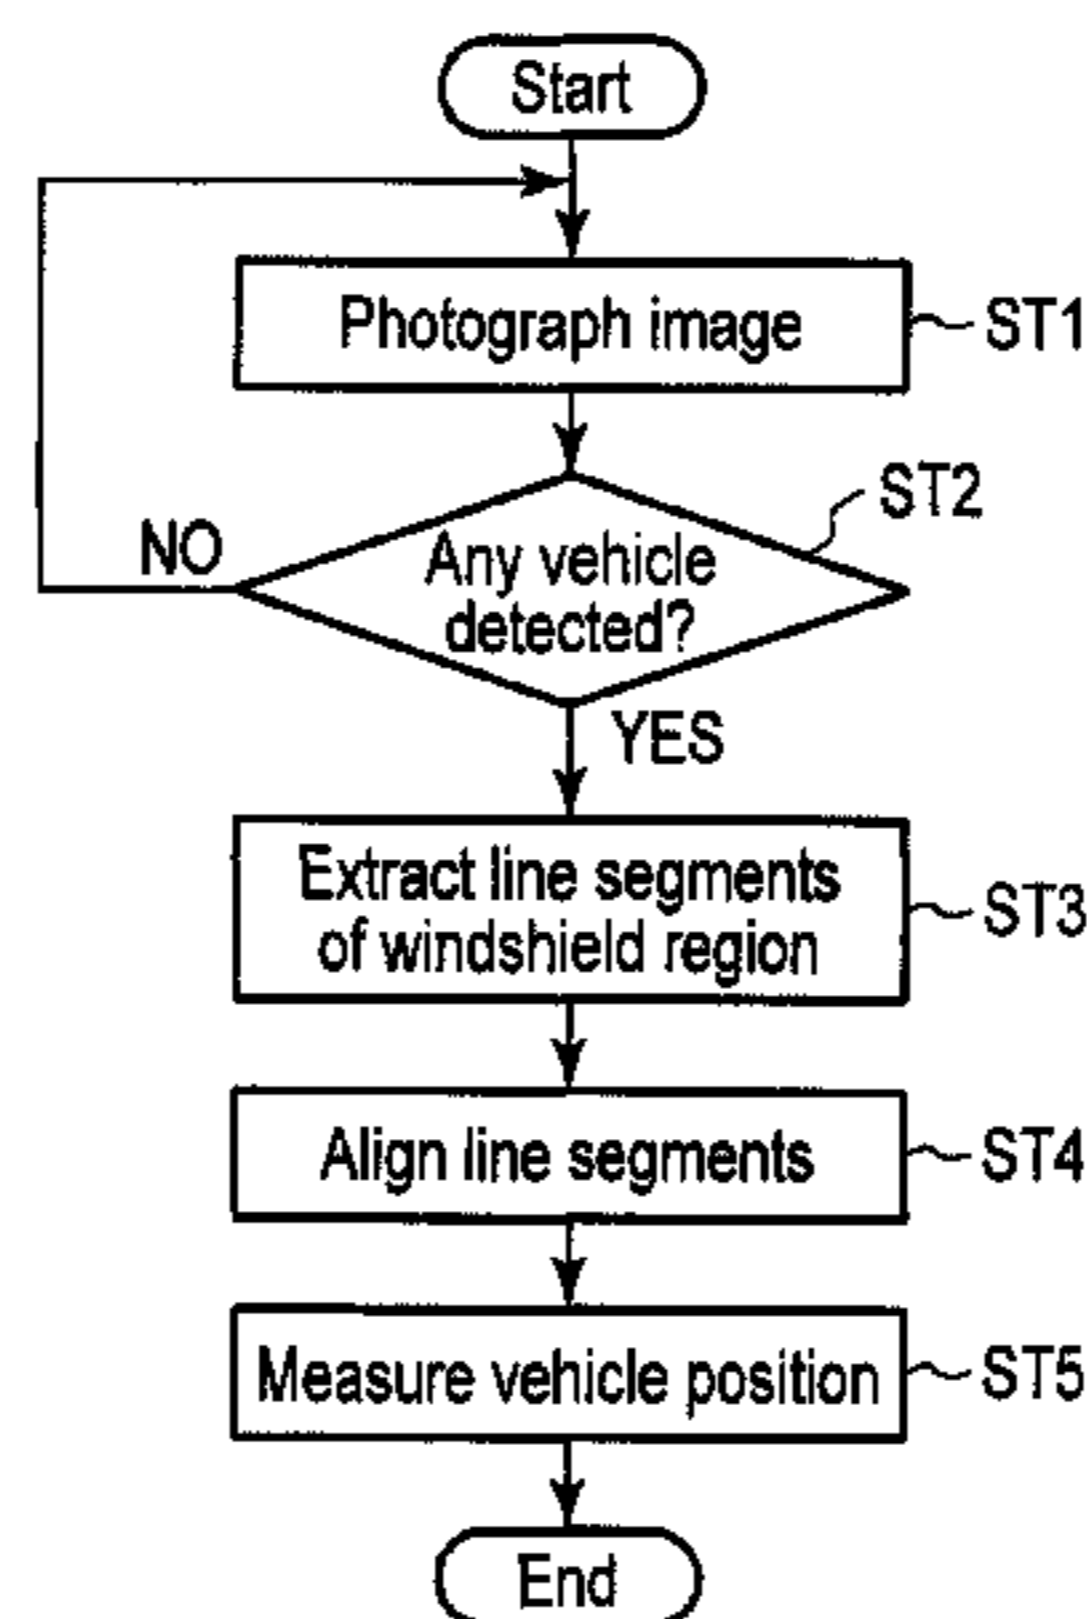 Start
Photograph image
ST1
ST2
Any vehicle
detected?
NO
YES
Extract line segments
of windshield region
ST3
Align line segments
ST4
Measure vehicle position
ST5
End